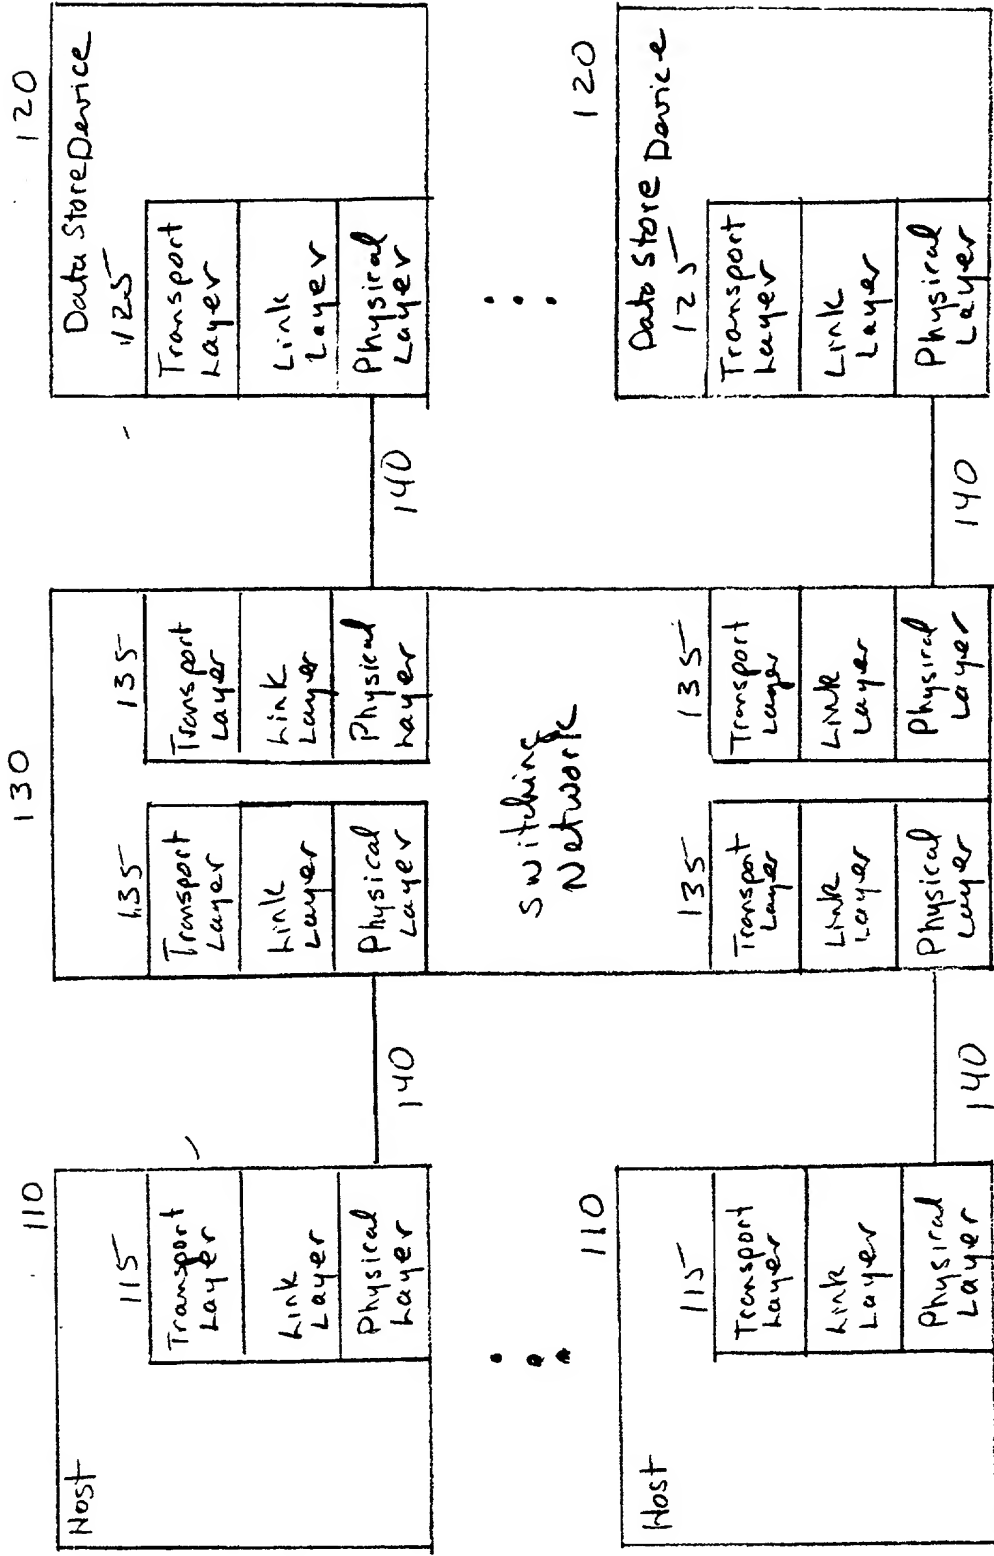 110
Host
115
Transport
Layer
Link
Layer
Physical
Layer
140
130
135
Transport
Layer
Link
Layer
Physical
Layer
135
Transport
Layer
Link
Layer
Physical
Layer
140
120
Data Store Device
125
Transport
Layer
Link
Layer
Physical
Layer
Switching
Network
110
Host
115
Transport
Layer
Link
Layer
Physical
Layer
140
135
Transport
Layer
Link
Layer
Physical
Layer
135
Transport
Layer
Link
Layer
Physical
Layer
140
120
Data Store Device
125
Transport
Layer
Link
Layer
Physical
Layer